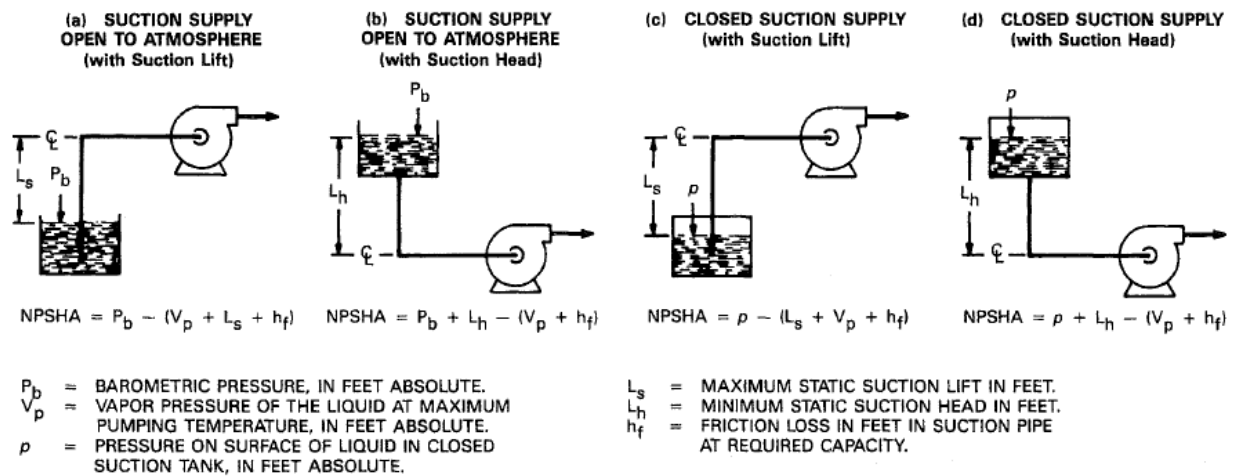 (a) SUCTION SUPPLY
OPEN TO ATMOSPHERE
(with Suction Lift)
(b) SUCTION SUPPLY
OPEN TO ATMOSPHERE
(with Suction Head)
(c) CLOSED SUCTION SUPPLY
(with Suction Lift)
(d) CLOSED SUCTION SUPPLY
(with Suction Head)
℄
Ls
Pb
Pb
Lh
℄
℄
Ls
p
p
Lh
℄
NPSHA = Pb − (Vp + Ls + hf)
NPSHA = Pb + Lh − (Vp + hf)
NPSHA = p − (Ls + Vp + hf)
NPSHA = p + Lh − (Vp + hf)
Pb = BAROMETRIC PRESSURE, IN FEET ABSOLUTE.
Vp = VAPOR PRESSURE OF THE LIQUID AT MAXIMUM
PUMPING TEMPERATURE, IN FEET ABSOLUTE.
p = PRESSURE ON SURFACE OF LIQUID IN CLOSED
SUCTION TANK, IN FEET ABSOLUTE.
Ls = MAXIMUM STATIC SUCTION LIFT IN FEET.
Lh = MINIMUM STATIC SUCTION HEAD IN FEET.
hf = FRICTION LOSS IN FEET IN SUCTION PIPE
AT REQUIRED CAPACITY.